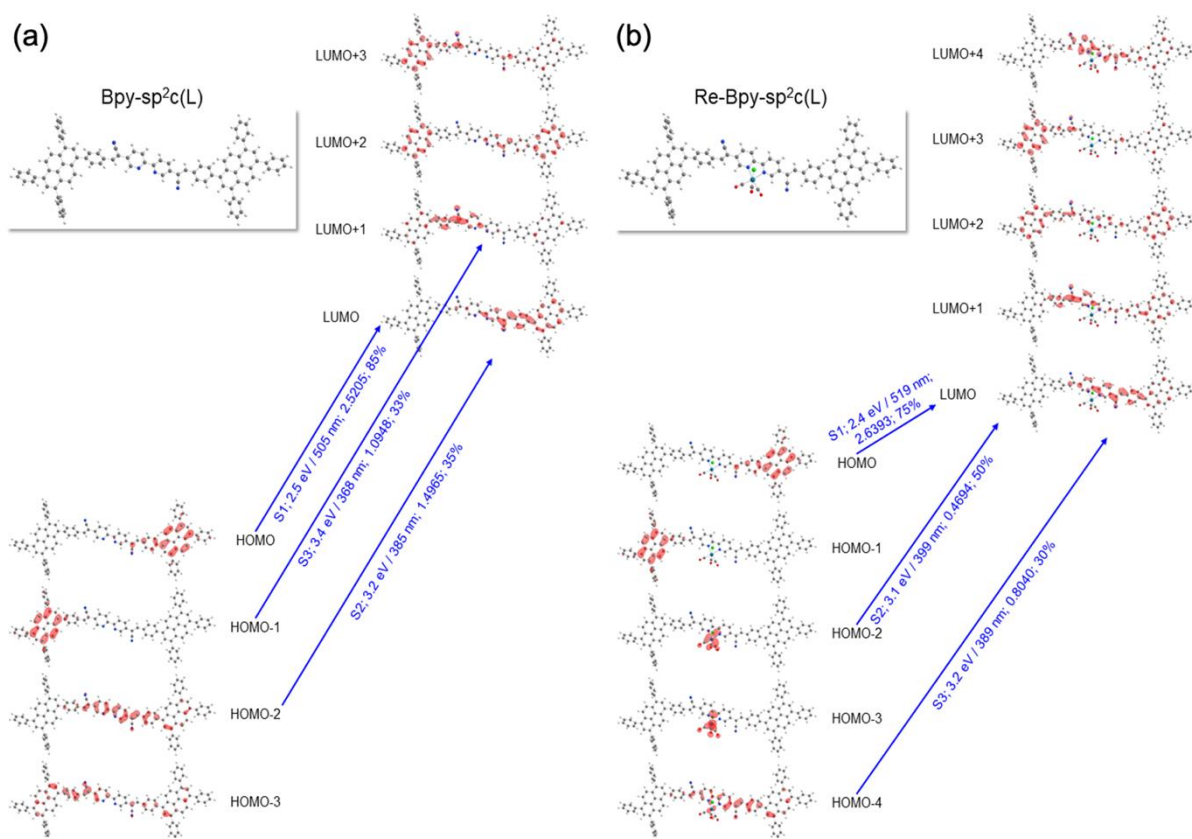 (a)
Bpy-sp²c(L)
LUMO+3
LUMO+2
LUMO+1
LUMO
S1; 2.5 eV / 505 nm; 2.5205; 85%
S3; 3.4 eV / 368 nm; 1.0948; 33%
S2; 3.2 eV / 385 nm; 1.4965; 35%
HOMO
HOMO-1
HOMO-2
HOMO-3
(b)
Re-Bpy-sp²c(L)
LUMO+4
LUMO+3
LUMO+2
LUMO+1
LUMO
S1; 2.4 eV / 519 nm;
2.6393; 75%
S2; 3.1 eV / 399 nm; 0.4694; 50%
S3; 3.2 eV / 389 nm; 0.8040; 30%
HOMO
HOMO-1
HOMO-2
HOMO-3
HOMO-4